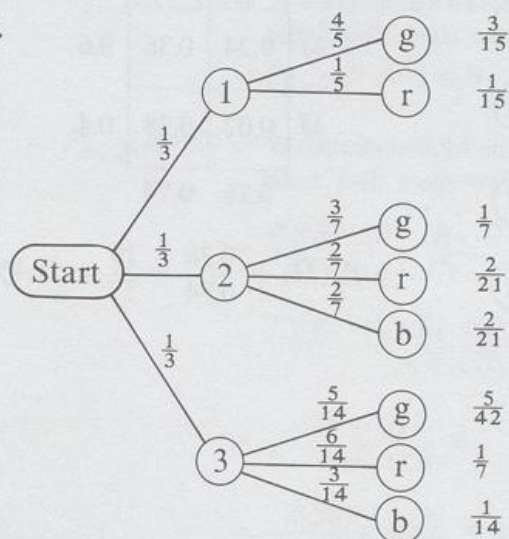 4/5 g 3/15
1/5 r 1/15
1/3 1
3/7 g 1/7
2/7 r 2/21
2/7 b 2/21
Start 1/3 2
1/3 3
5/14 g 5/42
6/14 r 1/7
3/14 b 1/14